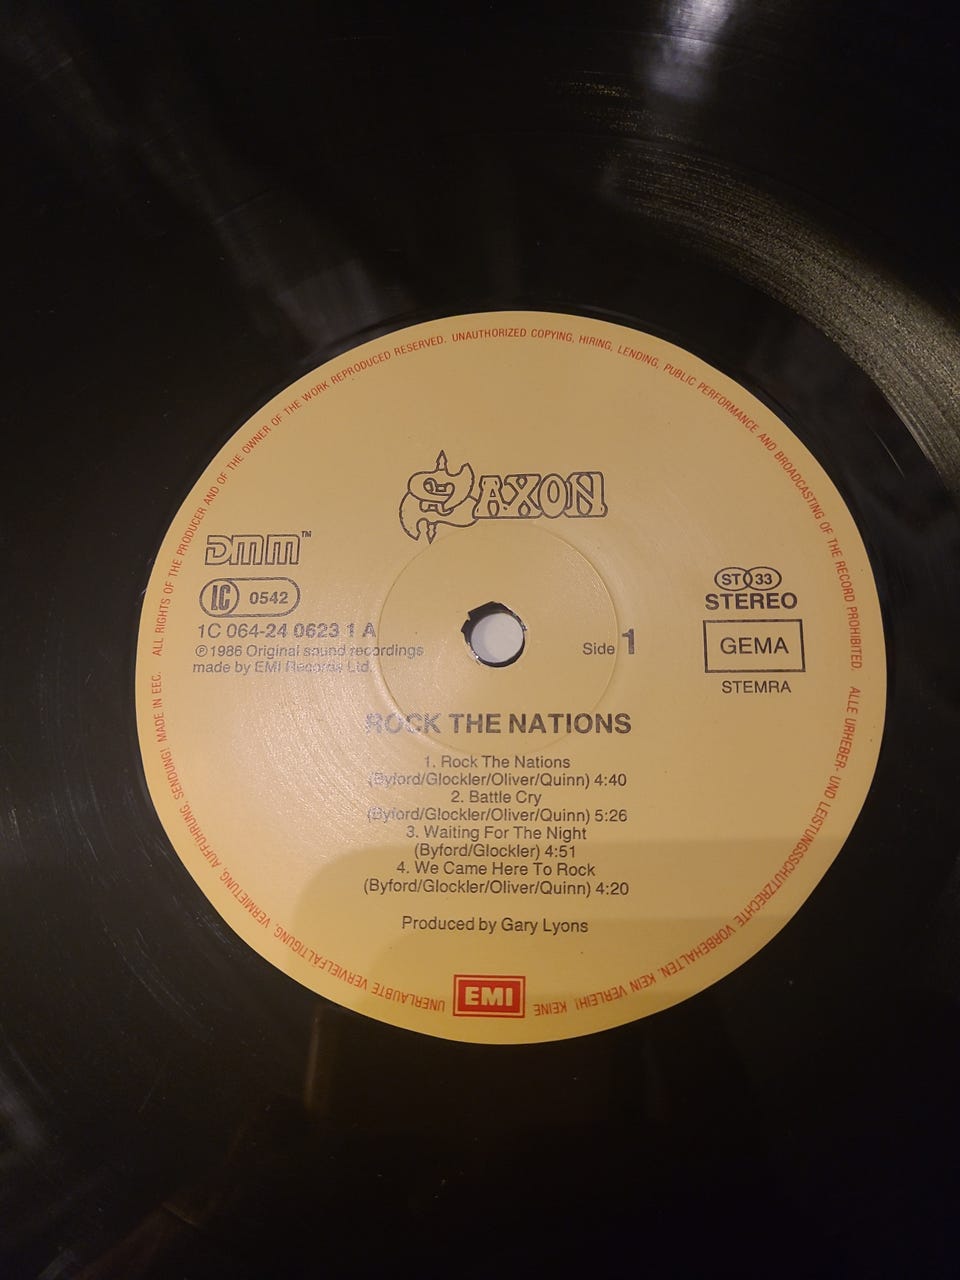 ALL RIGHTS OF THE PRODUCER AND OF THE OWNER OF THE WORK REPRODUCED RESERVED. UNAUTHORIZED COPYING, HIRING, LENDING, PUBLIC PERFORMANCE AND BROADCASTING OF THE RECORD PROHIBITED.
ALLE URHEBER- UND LEISTUNGSSCHUTZRECHTE VORBEHALTEN. KEIN VERLEIH! KEINE
UNERLAUBTE VERVIELFÄLTIGUNG, VERMIETUNG, AUFFÜHRUNG, SENDUNG! MADE IN EEC.
SAXON
DMM™
LC 0542
1C 064-24 0623 1 A
℗ 1986 Original sound recordings
made by EMI Records Ltd.
ST 33
STEREO
GEMA
STEMRA
Side 1
ROCK THE NATIONS
1. Rock The Nations
(Byford/Glockler/Oliver/Quinn) 4:40
2. Battle Cry
(Byford/Glockler/Oliver/Quinn) 5:26
3. Waiting For The Night
(Byford/Glockler) 4:51
4. We Came Here To Rock
(Byford/Glockler/Oliver/Quinn) 4:20
Produced by Gary Lyons
EMI